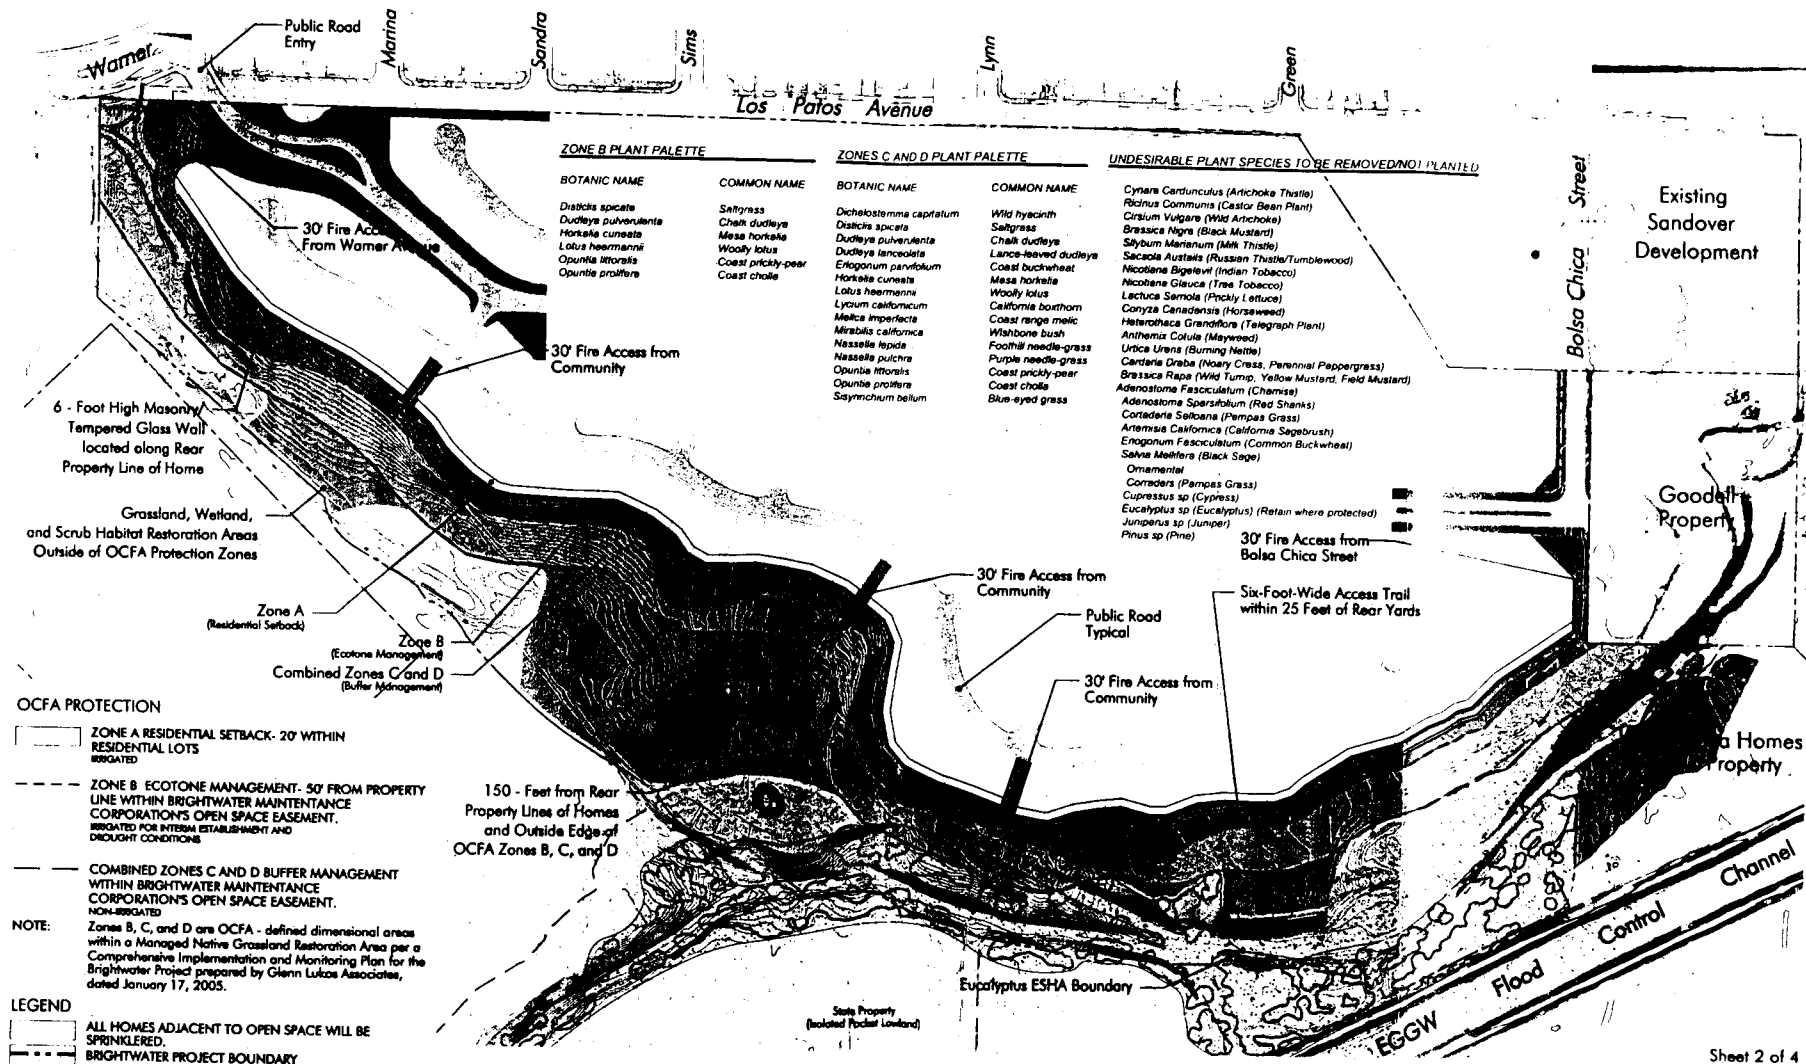 Public Road
Entry
Warner
Marina
Sandra
Sims
Lynn
Green
Los Patos Avenue
ZONE B PLANT PALETTE
BOTANIC NAME COMMON NAME
Distichis spicata Saltgrass
Dudleya pulverulenta Chalk dudleya
Horkelia cuneata Mesa horkelia
Lotus heermannii Woolly lotus
Opuntia littoralis Coast prickly-pear
Opuntia prolifera Coast cholla
ZONES C AND D PLANT PALETTE
BOTANIC NAME COMMON NAME
Dichelostemma capitatum Wild hyacinth
Distichis spicata Saltgrass
Dudleya pulverulenta Chalk dudleya
Dudleya lanceolata Lance-leaved dudleya
Eriogonum parvifolium Coast buckwheat
Horkelia cuneata Mesa horkelia
Lotus heermannii Woolly lotus
Lycium californicum California boxthorn
Melica imperfecta Coast range melic
Mirabilis californica Wishbone bush
Nassella lepida Foothill needle-grass
Nassella pulchra Purple needle-grass
Opuntia littoralis Coast prickly-pear
Opuntia prolifera Coast cholla
Sisyrinchium bellum Blue-eyed grass
UNDESIRABLE PLANT SPECIES TO BE REMOVED/NOT PLANTED
Cynara Cardunculus (Artichoke Thistle)
Ricinus Communis (Castor Bean Plant)
Cirsium Vulgare (Wild Artichoke)
Brassica Nigra (Black Mustard)
Silybum Marianum (Milk Thistle)
Sacsola Austails (Russian Thistle/Tumblewood)
Nicotiana Bigelevil (Indian Tobacco)
Nicotiana Glauca (Tree Tobacco)
Lactuca Serriola (Prickly Lettuce)
Conyza Canadensis (Horseweed)
Heterothaca Grandiflora (Telegraph Plant)
Anthemix Cotula (Mayweed)
Urtica Urens (Burning Nettle)
Cardaria Draba (Noary Cress, Perennial Peppergrass)
Brassica Rapa (Wild Turnip, Yellow Mustard, Field Mustard)
Adenostoma Fasciculatum (Chamise)
Adenostoma Sparsifolium (Red Shanks)
Cortaderia Selloana (Pampas Grass)
Artemisia Californica (California Sagebrush)
Eriogonum Fasciculatum (Common Buckwheat)
Salvia Mellifera (Black Sage)
Ornamental
Corraders (Pampas Grass)
Cupressus sp (Cypress)
Eucalyptus sp (Eucalyptus) (Retain where protected)
Juniperus sp (Juniper)
Pinus sp (Pine)
Bolsa Chica Street
Existing
Sandover
Development
Goodell
Property
30' Fire Access
From Warner Avenue
30' Fire Access from
Community
6 - Foot High Masonry/
Tempered Glass Wall
located along Rear
Property Line of Home
Grassland, Wetland,
and Scrub Habitat Restoration Areas
Outside of OCFA Protection Zones
Zone A
(Residential Setback)
Zone B
(Ecotone Management)
Combined Zones C and D
(Buffer Management)
30' Fire Access from
Bolsa Chica Street
30' Fire Access from
Community
Public Road
Typical
Six-Foot-Wide Access Trail
within 25 Feet of Rear Yards
30' Fire Access from
Community
Homes
Property
150 - Feet from Rear
Property Lines of Homes
and Outside Edge of
OCFA Zones B, C, and D
OCFA PROTECTION
ZONE A RESIDENTIAL SETBACK- 20' WITHIN
RESIDENTIAL LOTS
IRRIGATED
ZONE B ECOTONE MANAGEMENT- 50' FROM PROPERTY
LINE WITHIN BRIGHTWATER MAINTENTANCE
CORPORATION'S OPEN SPACE EASEMENT.
IRRIGATED FOR INTERIM ESTABLISHMENT AND
DROUGHT CONDITIONS
COMBINED ZONES C AND D BUFFER MANAGEMENT
WITHIN BRIGHTWATER MAINTENTANCE
CORPORATION'S OPEN SPACE EASEMENT.
NON-IRRIGATED
NOTE: Zones B, C, and D are OCFA - defined dimensional areas
within a Managed Native Grassland Restoration Area per a
Comprehensive Implementation and Monitoring Plan for the
Brightwater Project prepared by Glenn Lukos Associates,
dated January 17, 2005.
LEGEND
ALL HOMES ADJACENT TO OPEN SPACE WILL BE
SPRINKLERED.
BRIGHTWATER PROJECT BOUNDARY
Eucalyptus ESHA Boundary
State Property
(Isolated Pocket Lowland)
EGGW Flood Control Channel
Sheet 2 of 4